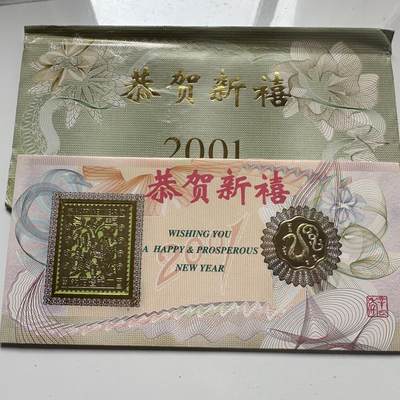 恭贺新禧
2001
恭贺新禧
WISHING YOU
A HAPPY & PROSPEROUS
NEW YEAR